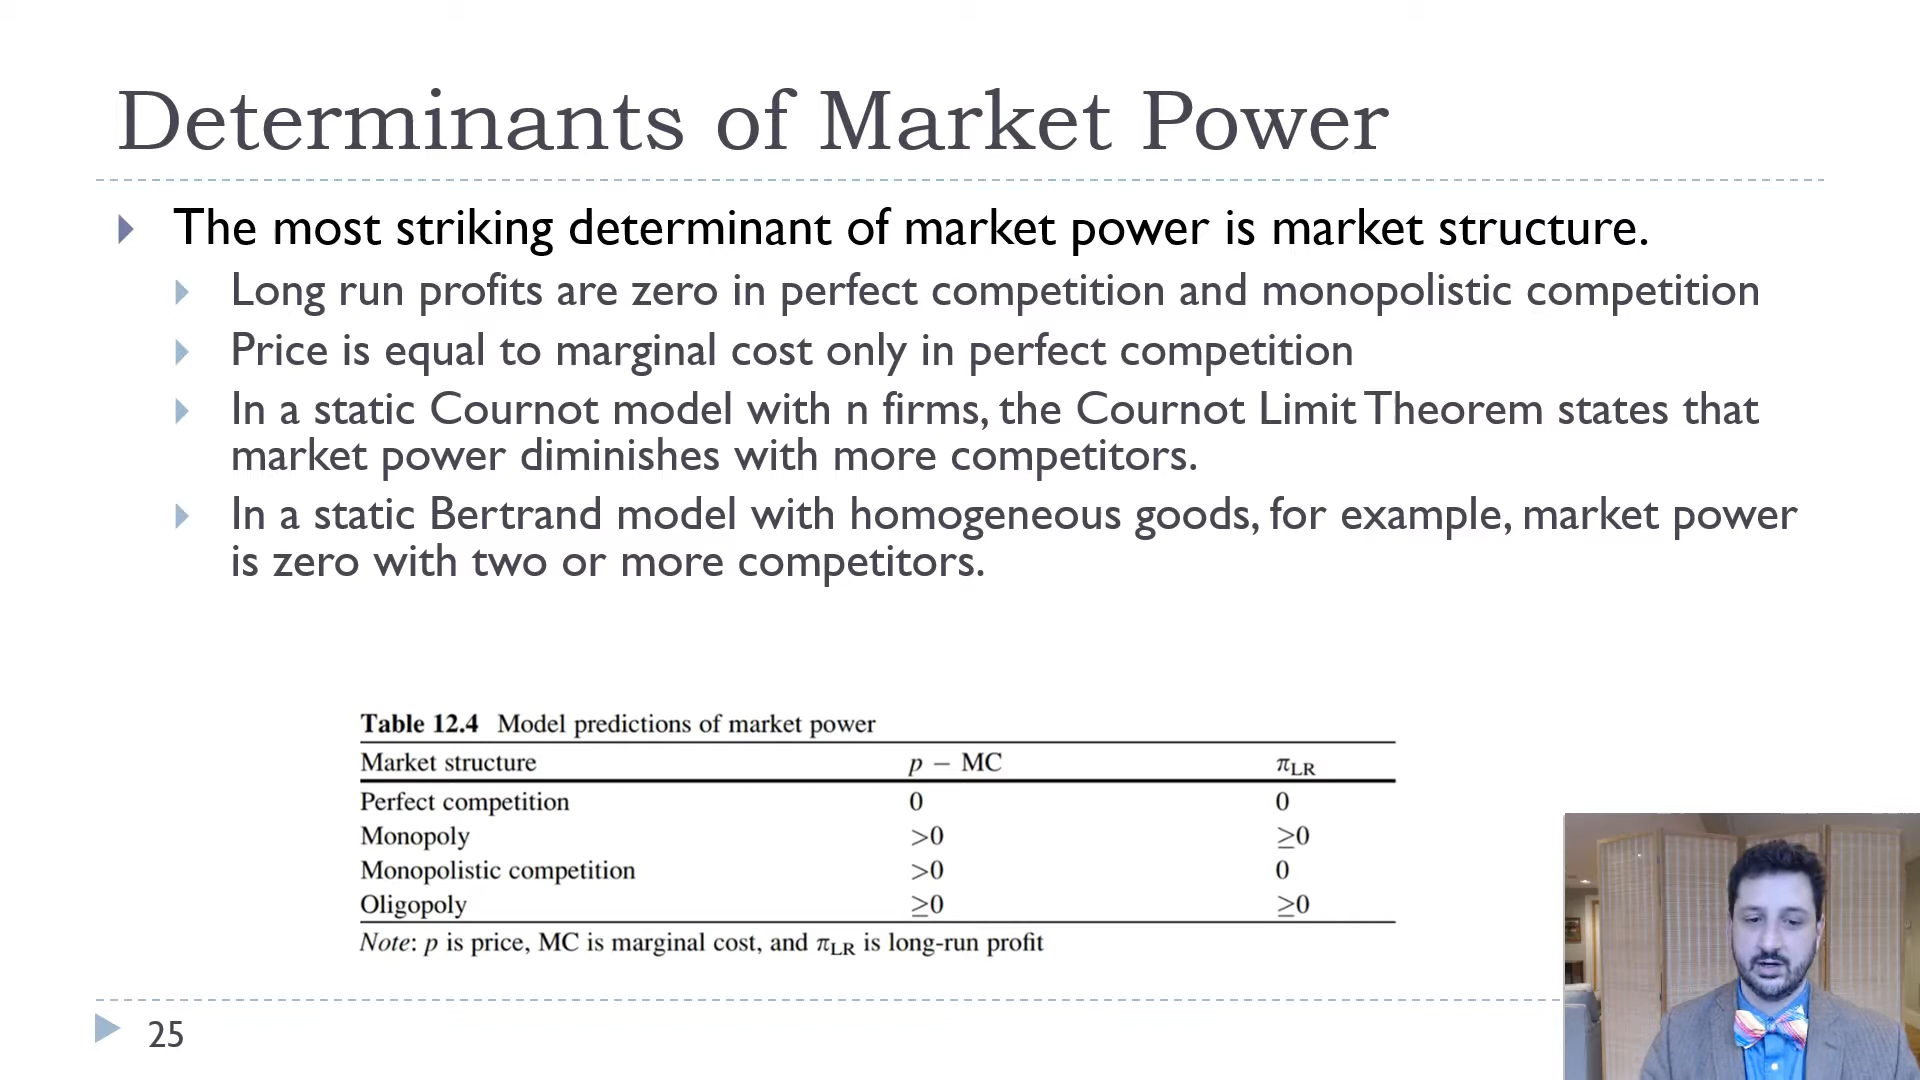 Determinants of Market Power
The most striking determinant of market power is market structure.
Long run profits are zero in perfect competition and monopolistic competition
Price is equal to marginal cost only in perfect competition
In a static Cournot model with n firms, the Cournot Limit Theorem states that
market power diminishes with more competitors.
In a static Bertrand model with homogeneous goods, for example, market power
is zero with two or more competitors.
Table 12.4 Model predictions of market power
Market structure p − MC πLR
Perfect competition 0 0
Monopoly >0 ≥0
Monopolistic competition >0 0
Oligopoly ≥0 ≥0
Note: p is price, MC is marginal cost, and πLR is long-run profit
25